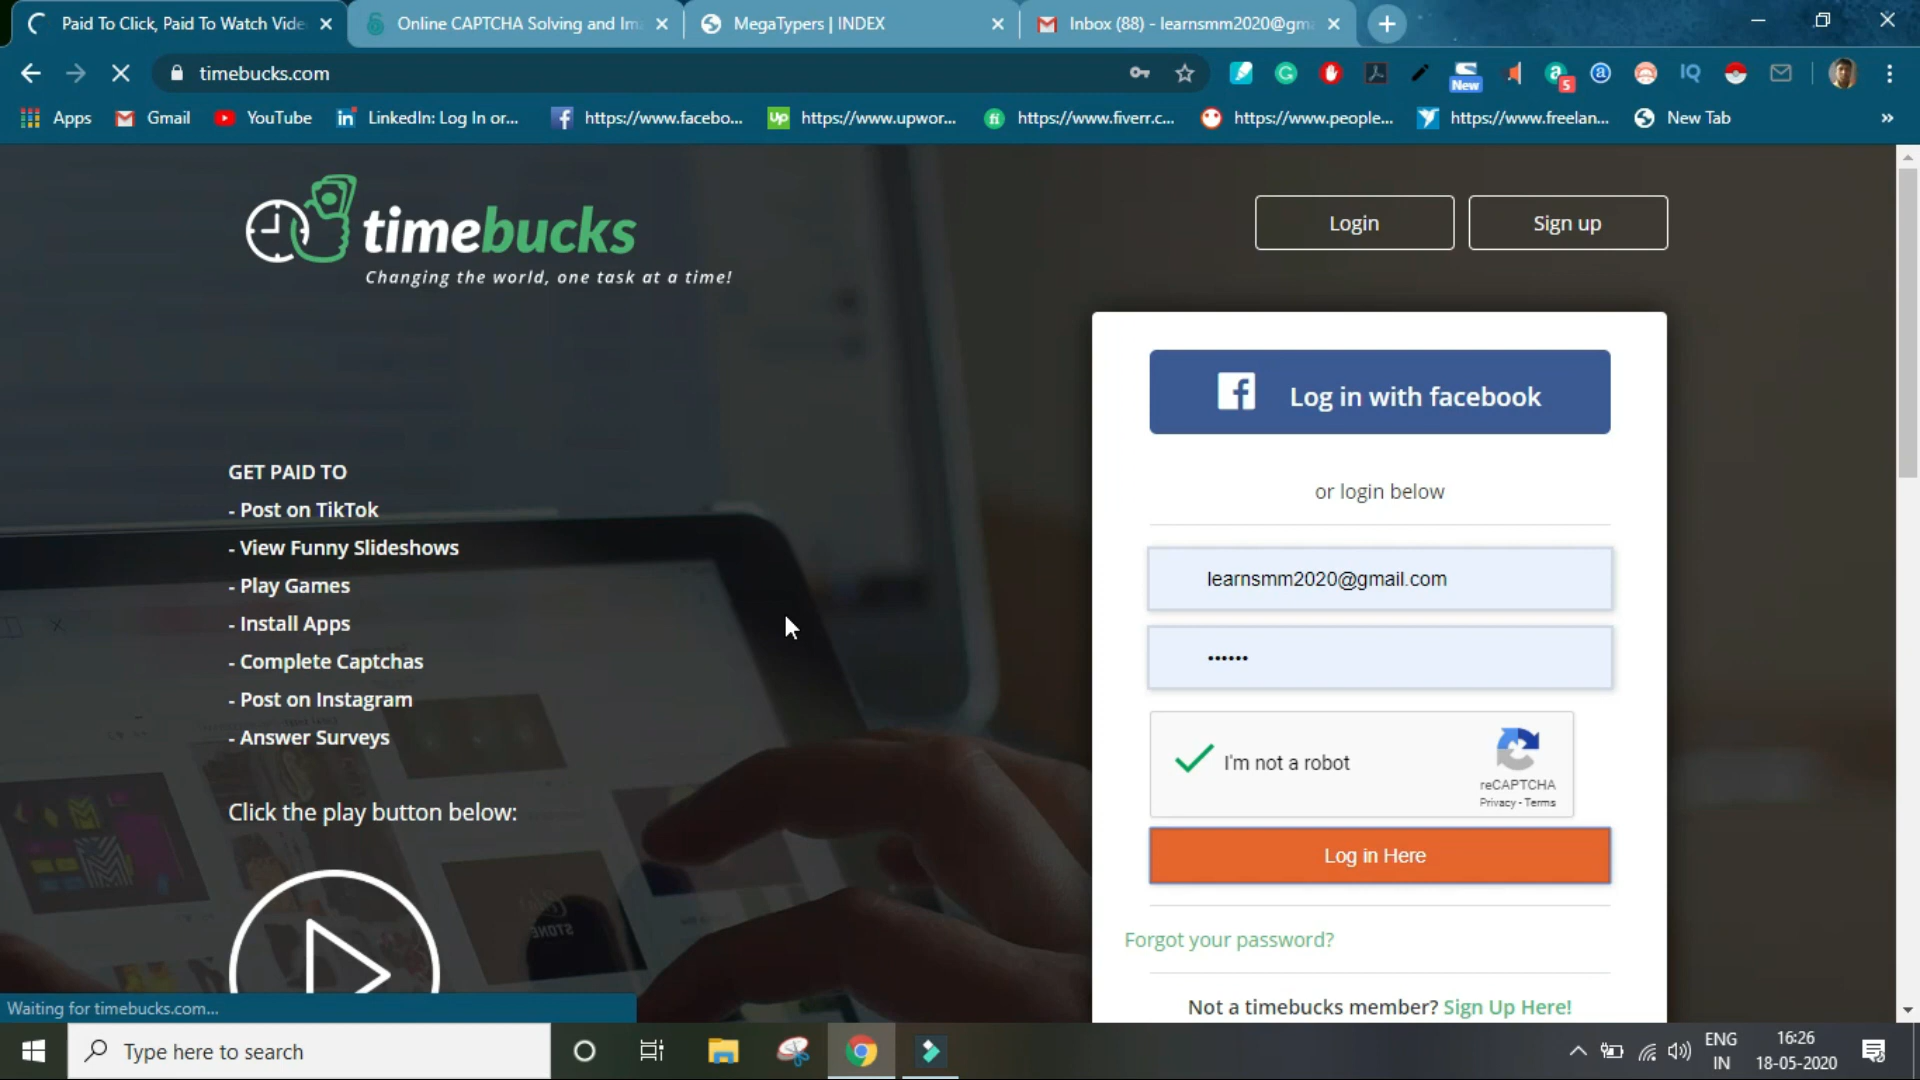 Paid To Click, Paid To Watch Vide
Online CAPTCHA Solving and Im
MegaTypers | INDEX
Inbox (88) - learnsmm2020@gm
timebucks.com
New
5
IQ
Apps
Gmail
YouTube
LinkedIn: Log In or...
https://www.facebo...
https://www.upwor...
https://www.fiverr.c...
https://www.people...
https://www.freelan...
New Tab
timebucks
Changing the world, one task at a time!
Login
Sign up
Log in with facebook
or login below
GET PAID TO
- Post on TikTok
- View Funny Slideshows
- Play Games
- Install Apps
- Complete Captchas
- Post on Instagram
- Answer Surveys
Click the play button below:
learnsmm2020@gmail.com
••••••
I'm not a robot
reCAPTCHA
Privacy - Terms
Log in Here
Forgot your password?
Not a timebucks member? Sign Up Here!
Waiting for timebucks.com...
Type here to search
ENG
IN
16:26
18-05-2020